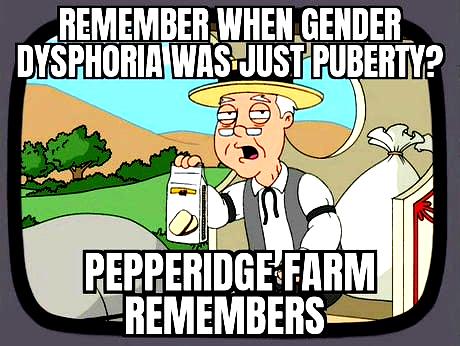 REMEMBER WHEN GENDER
DYSPHORIA WAS JUST PUBERTY?
PEPPERIDGE FARM
REMEMBERS